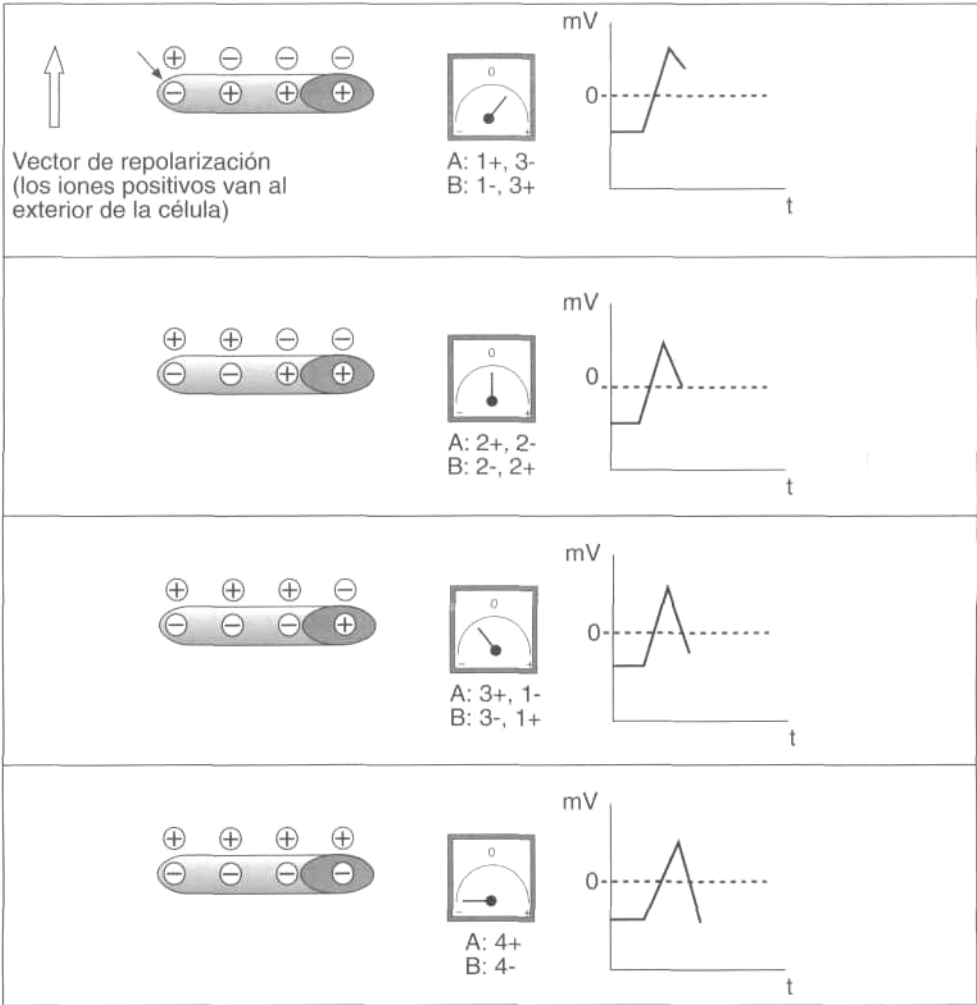 mV
+ - - -
- + + +
0
- +
0
Vector de repolarización
(los iones positivos van al
exterior de la célula)
A: 1+, 3-
B: 1-, 3+
t
mV
+ + - -
- - + +
0
- +
0
A: 2+, 2-
B: 2-, 2+
t
mV
+ + + -
- - - +
0
- +
0
A: 3+, 1-
B: 3-, 1+
t
mV
+ + + +
- - - -
0
- +
0
A: 4+
B: 4-
t